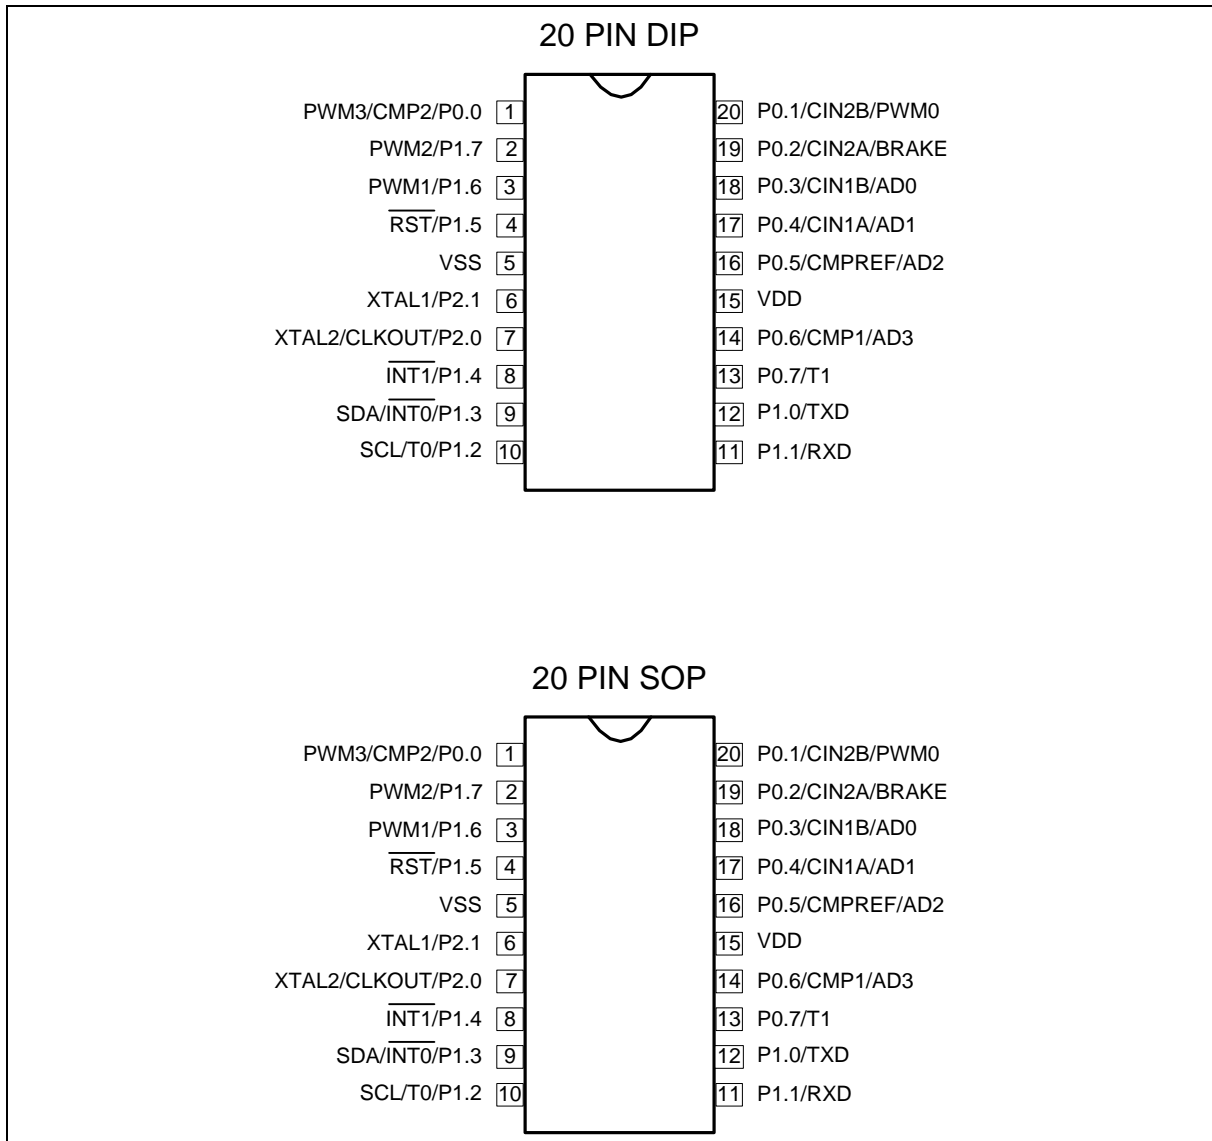 20 PIN DIP
PWM3/CMP2/P0.0 1 20 P0.1/CIN2B/PWM0
PWM2/P1.7 2 19 P0.2/CIN2A/BRAKE
PWM1/P1.6 3 18 P0.3/CIN1B/AD0
RST/P1.5 4 17 P0.4/CIN1A/AD1
VSS 5 16 P0.5/CMPREF/AD2
XTAL1/P2.1 6 15 VDD
XTAL2/CLKOUT/P2.0 7 14 P0.6/CMP1/AD3
INT1/P1.4 8 13 P0.7/T1
SDA/INT0/P1.3 9 12 P1.0/TXD
SCL/T0/P1.2 10 11 P1.1/RXD
20 PIN SOP
PWM3/CMP2/P0.0 1 20 P0.1/CIN2B/PWM0
PWM2/P1.7 2 19 P0.2/CIN2A/BRAKE
PWM1/P1.6 3 18 P0.3/CIN1B/AD0
RST/P1.5 4 17 P0.4/CIN1A/AD1
VSS 5 16 P0.5/CMPREF/AD2
XTAL1/P2.1 6 15 VDD
XTAL2/CLKOUT/P2.0 7 14 P0.6/CMP1/AD3
INT1/P1.4 8 13 P0.7/T1
SDA/INT0/P1.3 9 12 P1.0/TXD
SCL/T0/P1.2 10 11 P1.1/RXD